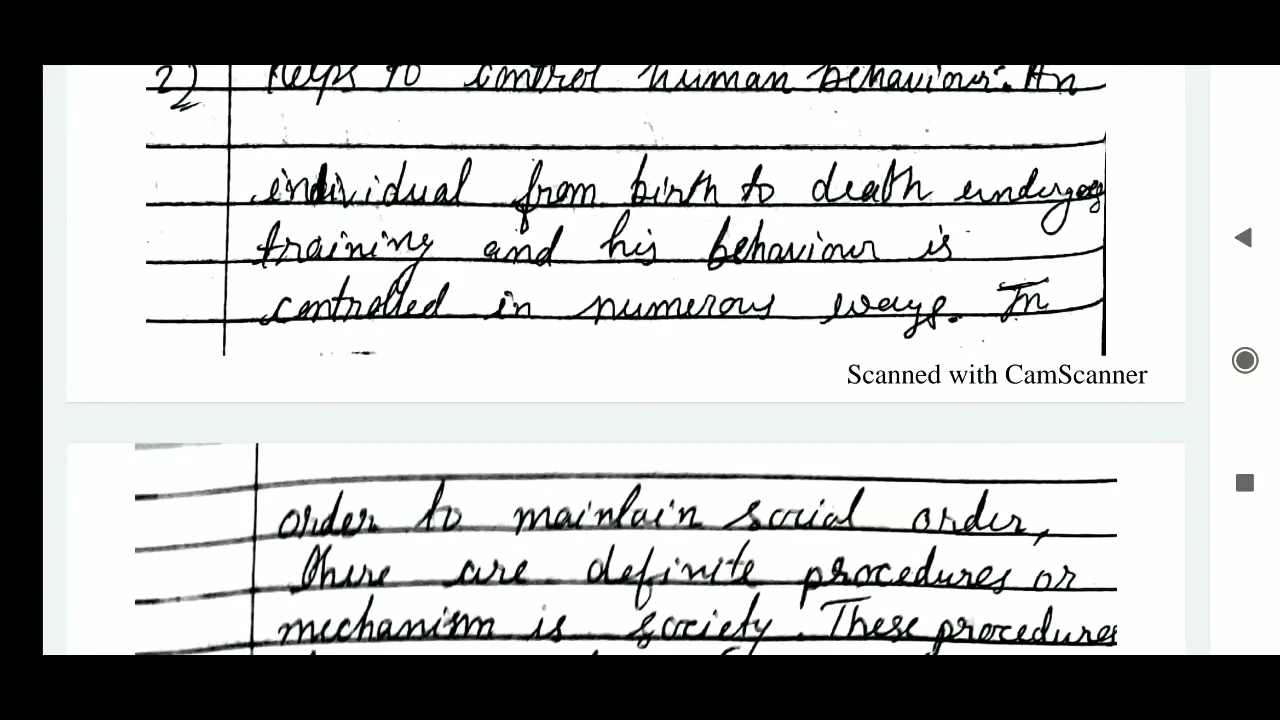 2) Helps to control human behaviour. An
individual from birth to death undergoes
training and his behaviour is
controlled in numerous ways. In
Scanned with CamScanner
order to maintain social order,
there are definite procedures or
mechanism is society. These procedures